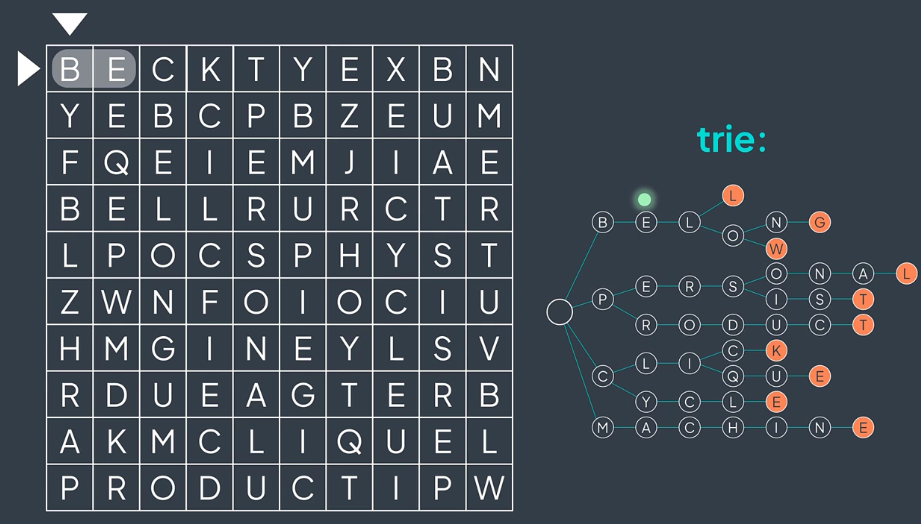 B E C K T Y E X B N
Y E B C P B Z E U M
F Q E I E M J I A E
B E L L R U R C T R
L P O C S P H Y S T
Z W N F O I O C I U
H M G I N E Y L S V
R D U E A G T E R B
A K M C L I Q U E L
P R O D U C T I P W
trie:
L
B E L N G
O
W
O N A L
P E R S
I S T
R O D U C T
C K
L I
C Q U E
Y C L E
M A C H I N E